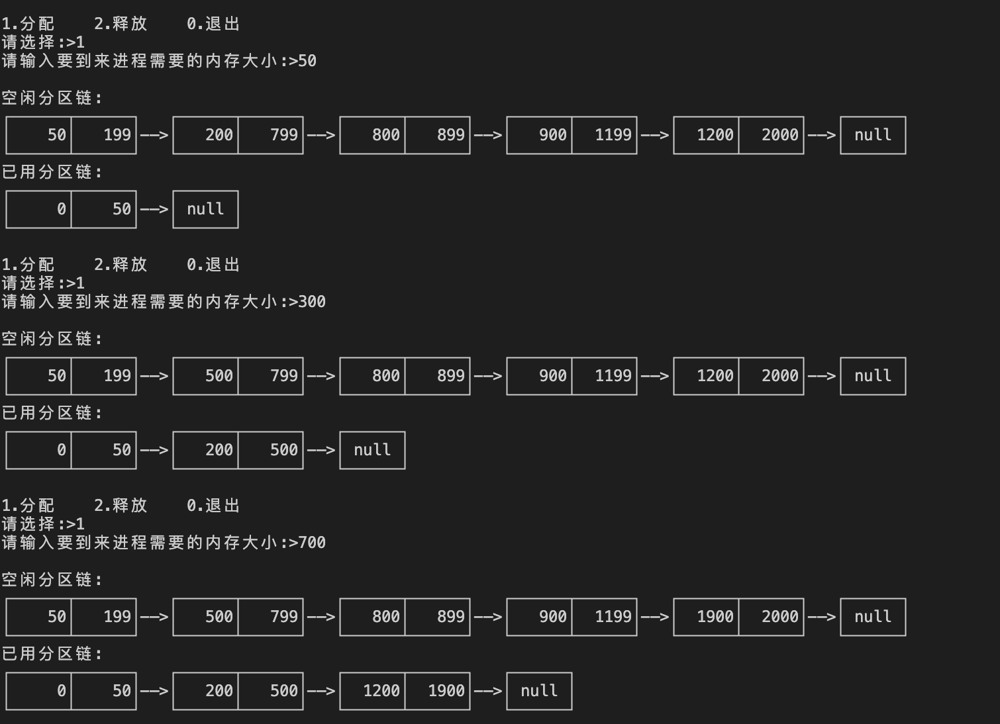 1.分配 2.释放 0.退出
请选择:>1
请输入要到来进程需要的内存大小:>50
空闲分区链:
50 199 ––> 200 799 ––> 800 899 ––> 900 1199 ––> 1200 2000 ––> null
已用分区链:
0 50 ––> null
1.分配 2.释放 0.退出
请选择:>1
请输入要到来进程需要的内存大小:>300
空闲分区链:
50 199 ––> 500 799 ––> 800 899 ––> 900 1199 ––> 1200 2000 ––> null
已用分区链:
0 50 ––> 200 500 ––> null
1.分配 2.释放 0.退出
请选择:>1
请输入要到来进程需要的内存大小:>700
空闲分区链:
50 199 ––> 500 799 ––> 800 899 ––> 900 1199 ––> 1900 2000 ––> null
已用分区链:
0 50 ––> 200 500 ––> 1200 1900 ––> null